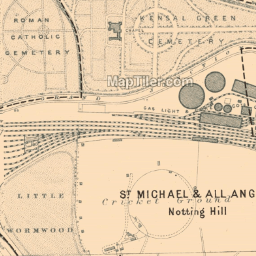 ROMAN
CATHOLIC
CEMETERY
KENSAL GREEN
CEMETERY
CHAPEL
MapTiler.com
GAS LIGHT
ST MICHAEL & ALL ANG
Cricket Ground
Notting Hill
LITTLE
WORMWOOD